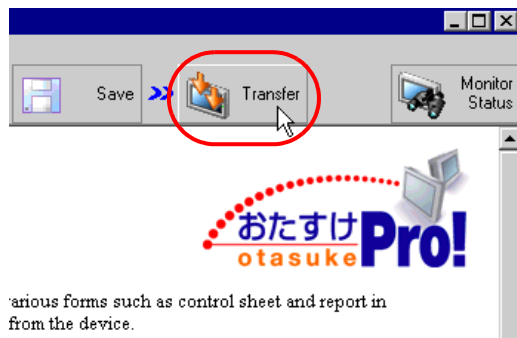 Save
Transfer
Monitor
Status
おたすけPro!
otasuke
various forms such as control sheet and report in
from the device.